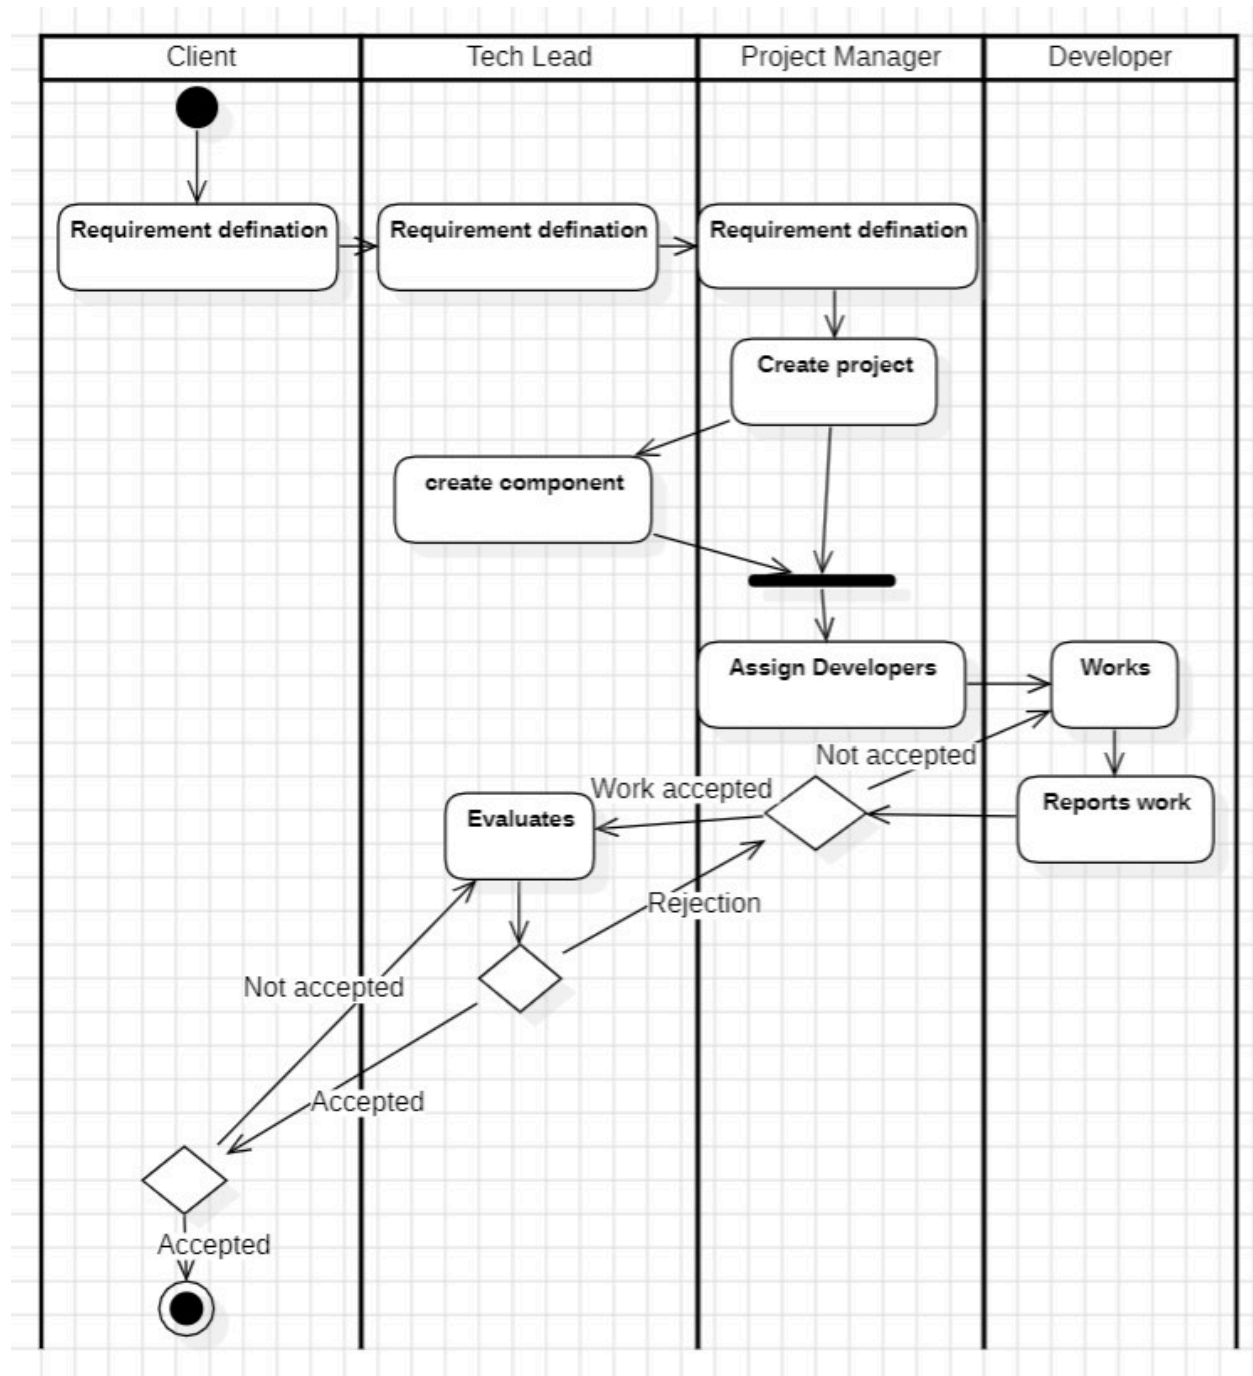 Client
Tech Lead
Project Manager
Developer
Requirement defination
Requirement defination
Requirement defination
Create project
create component
Assign Developers
Works
Not accepted
Work accepted
Reports work
Evaluates
Rejection
Not accepted
Accepted
Accepted